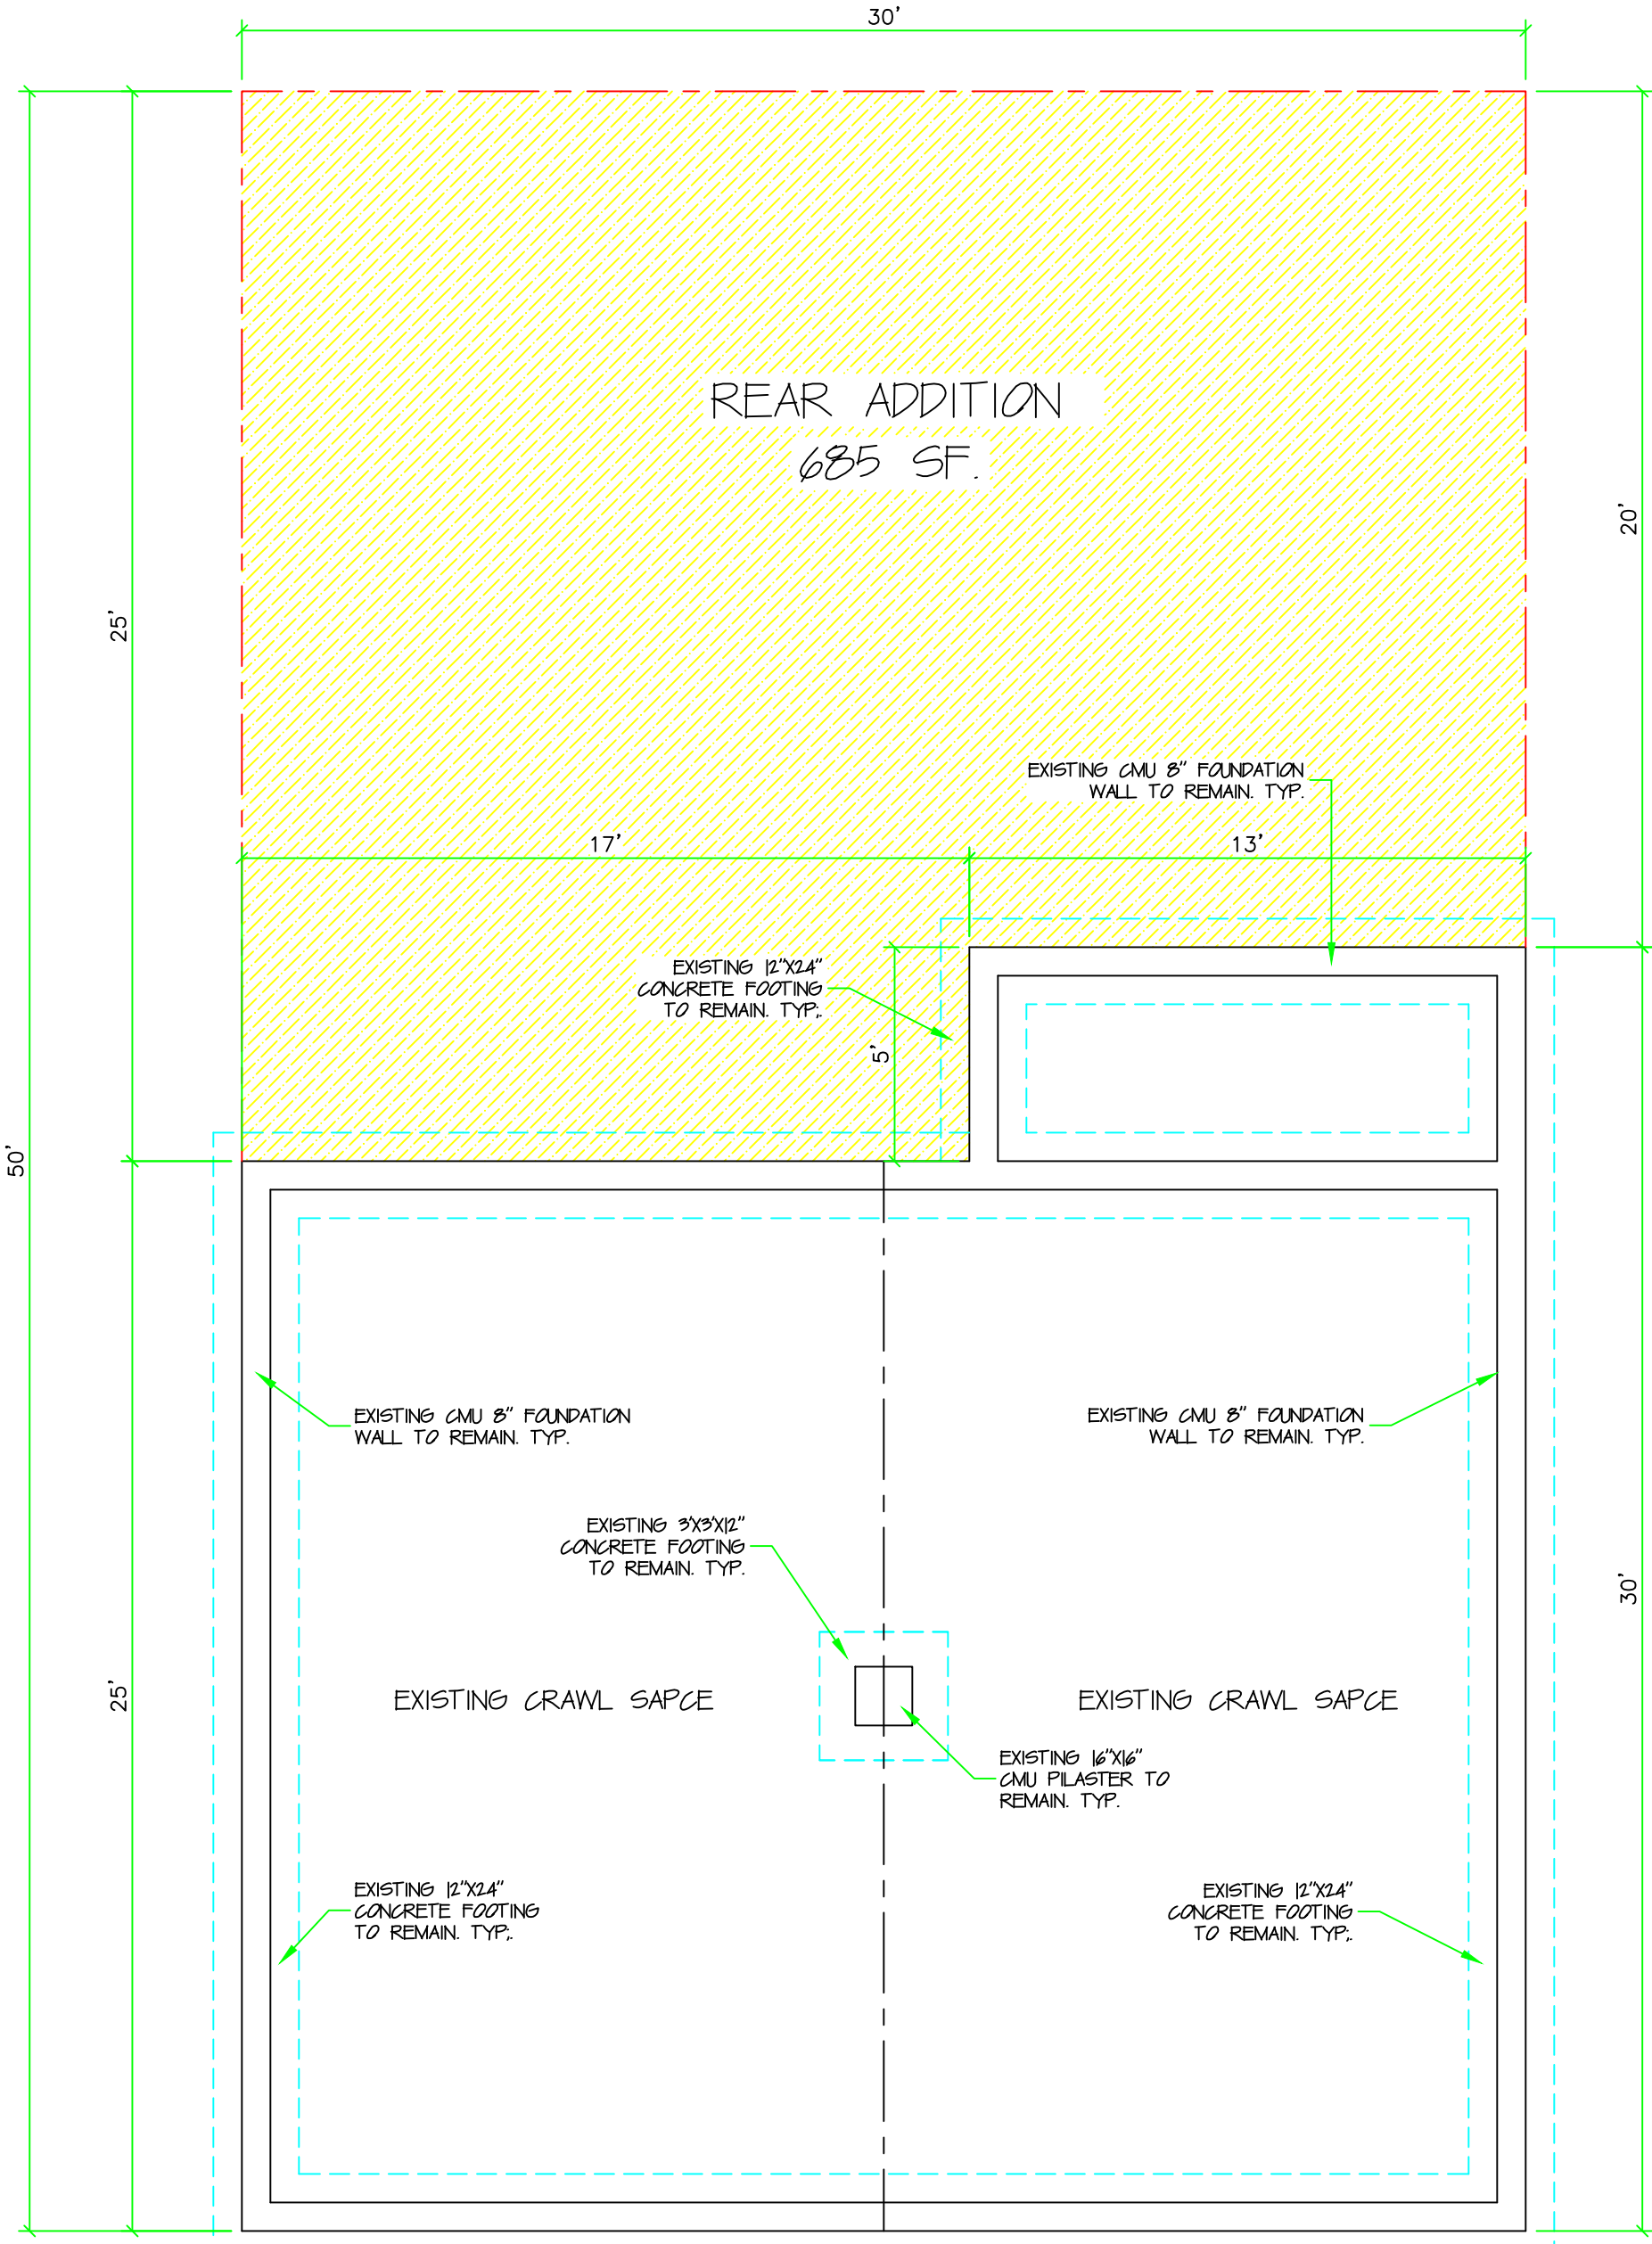 30'
REAR ADDITION
685 SF.
20'
25'
EXISTING CMU 8" FOUNDATION
WALL TO REMAIN. TYP.
17'
13'
EXISTING 12"X24"
CONCRETE FOOTING
TO REMAIN. TYP;.
5'
50'
EXISTING CMU 8" FOUNDATION
WALL TO REMAIN. TYP.
EXISTING CMU 8" FOUNDATION
WALL TO REMAIN. TYP.
EXISTING 3'X3'X12"
CONCRETE FOOTING
TO REMAIN. TYP.
30'
25'
EXISTING CRAWL SAPCE
EXISTING CRAWL SAPCE
EXISTING 16"X16"
CMU PILASTER TO
REMAIN. TYP.
EXISTING 12"X24"
CONCRETE FOOTING
TO REMAIN. TYP;.
EXISTING 12"X24"
CONCRETE FOOTING
TO REMAIN. TYP;.